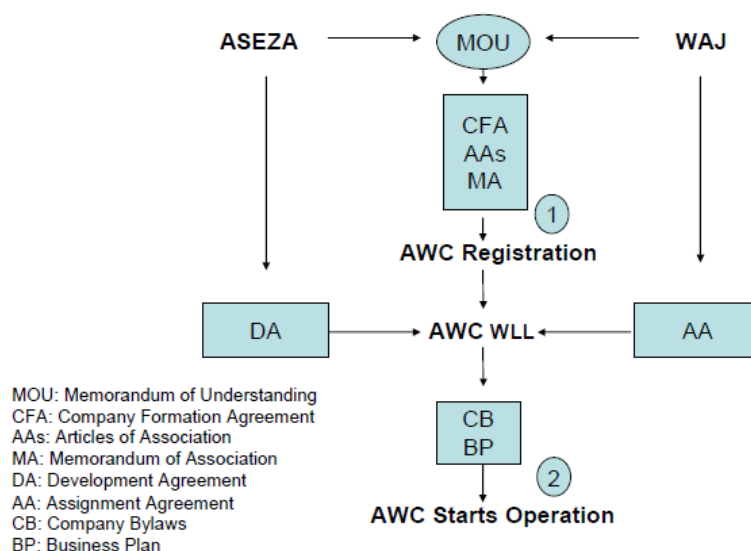 ASEZA
MOU
WAJ
CFA
AAs
MA
1
AWC Registration
DA
AWC WLL
AA
MOU: Memorandum of Understanding
CFA: Company Formation Agreement
AAs: Articles of Association
MA: Memorandum of Association
DA: Development Agreement
AA: Assignment Agreement
CB: Company Bylaws
BP: Business Plan
CB
BP
2
AWC Starts Operation